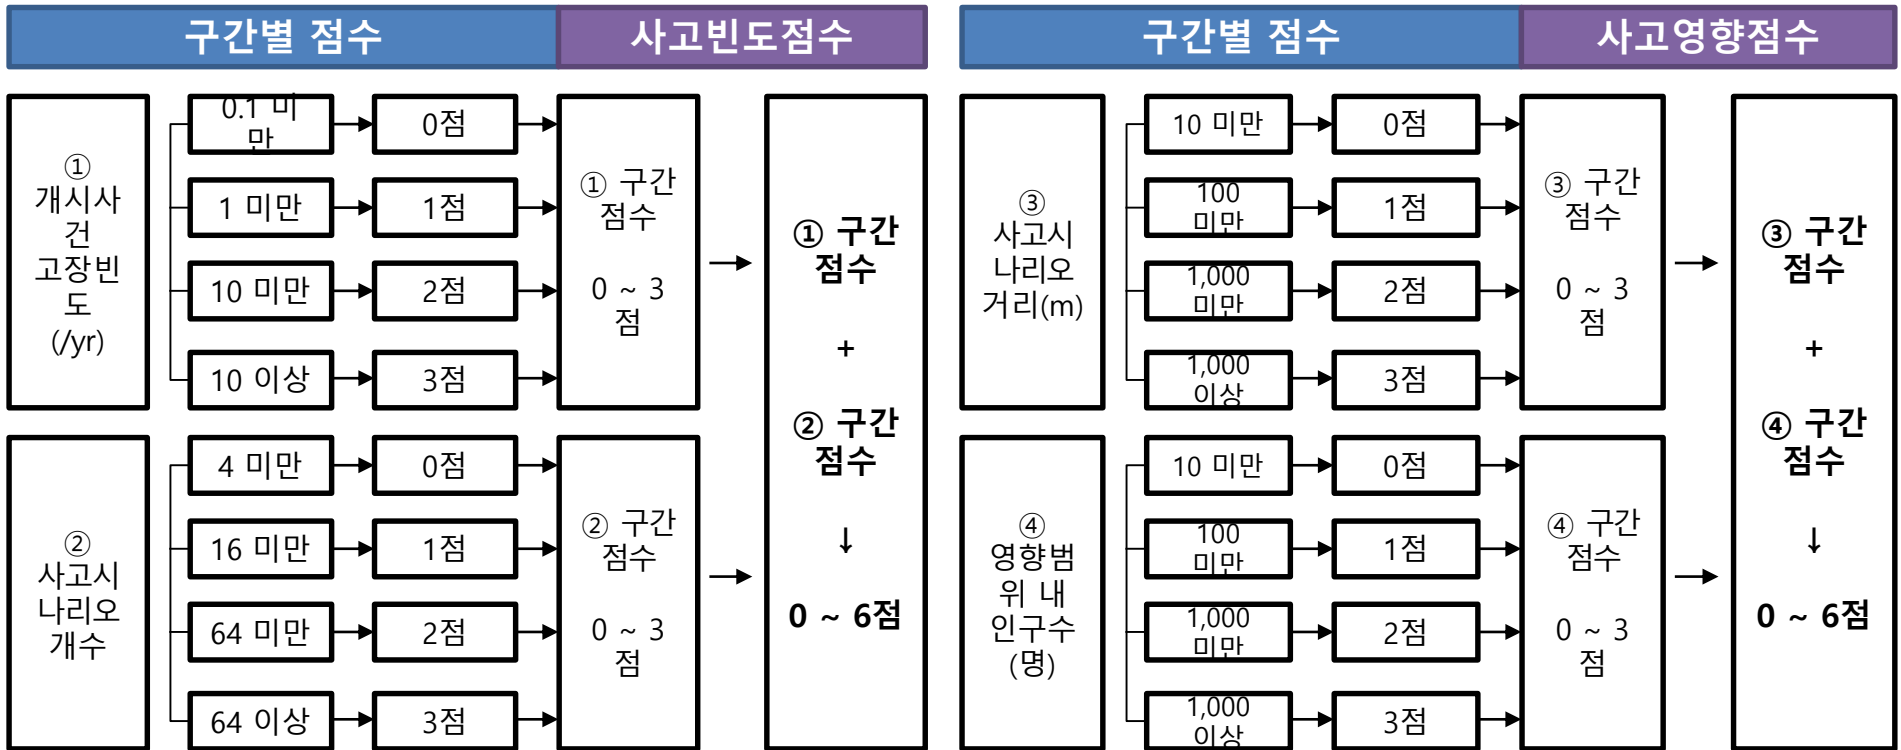 구간별 점수
사고빈도점수
①
개시사
건
고장빈
도
(/yr)
0.1 미
만
0점
1 미만
1점
10 미만
2점
10 이상
3점
① 구간
점수
0 ~ 3
점
②
사고시
나리오
개수
4 미만
0점
16 미만
1점
64 미만
2점
64 이상
3점
② 구간
점수
0 ~ 3
점
① 구간
점수
+
② 구간
점수
↓
0 ~ 6점
구간별 점수
사고영향점수
③
사고시
나리오
거리(m)
10 미만
0점
100
미만
1점
1,000
미만
2점
1,000
이상
3점
③ 구간
점수
0 ~ 3
점
④
영향범
위 내
인구수
(명)
10 미만
0점
100
미만
1점
1,000
미만
2점
1,000
이상
3점
④ 구간
점수
0 ~ 3
점
③ 구간
점수
+
④ 구간
점수
↓
0 ~ 6점